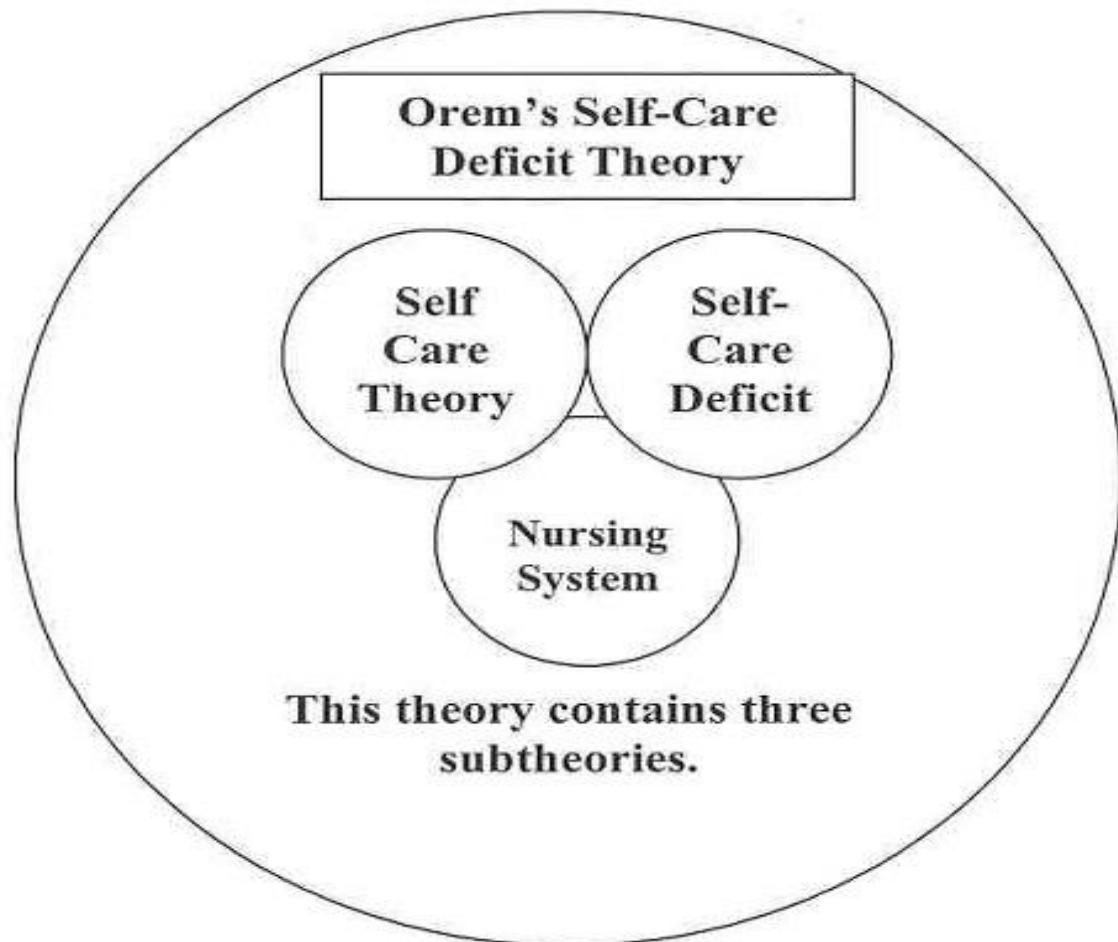 Orem’s Self-Care
Deficit Theory
Self
Care
Theory
Self-
Care
Deficit
Nursing
System
This theory contains three
subtheories.